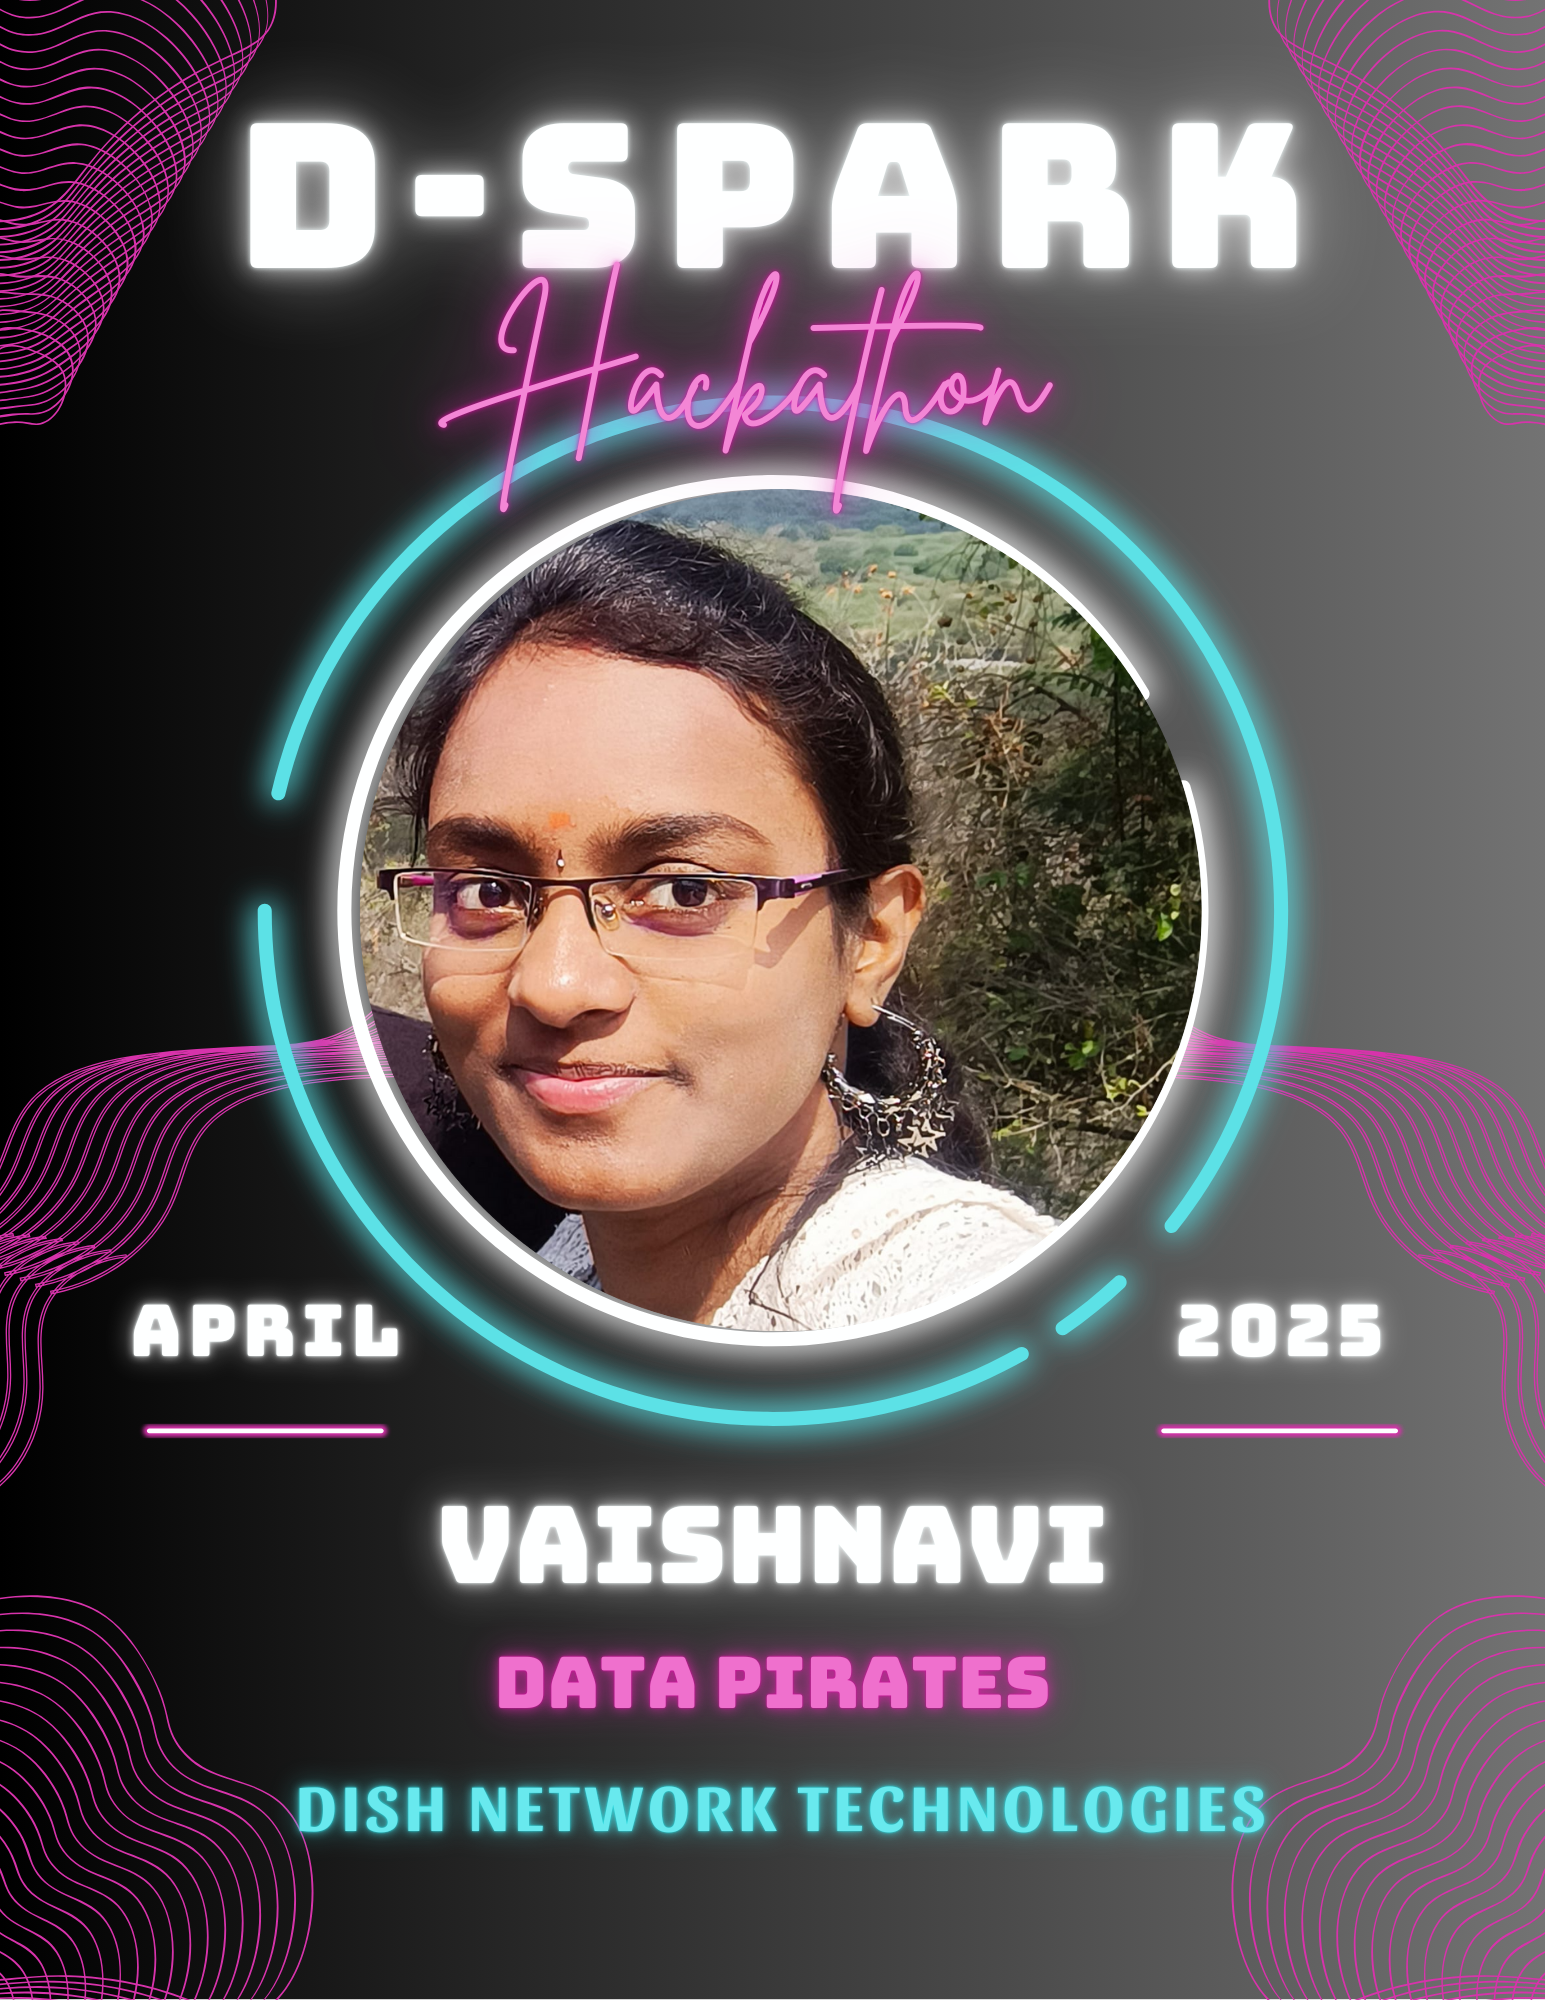 D-SPARK
Hackathon
APRIL
2025
VAISHNAVI
DATA PIRATES
DISH NETWORK TECHNOLOGIES